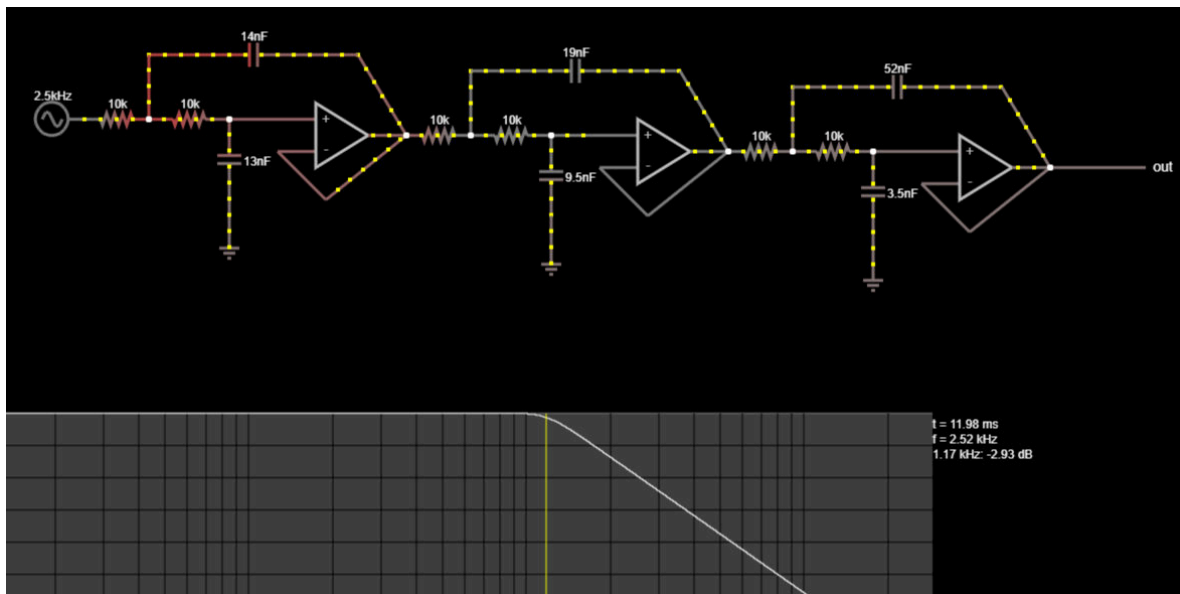 14nF
19nF
52nF
2.5kHz
10k
10k
10k
10k
10k
10k
+
-
+
-
+
-
13nF
9.5nF
3.5nF
out
t = 11.98 ms
f = 2.52 kHz
1.17 kHz: -2.93 dB